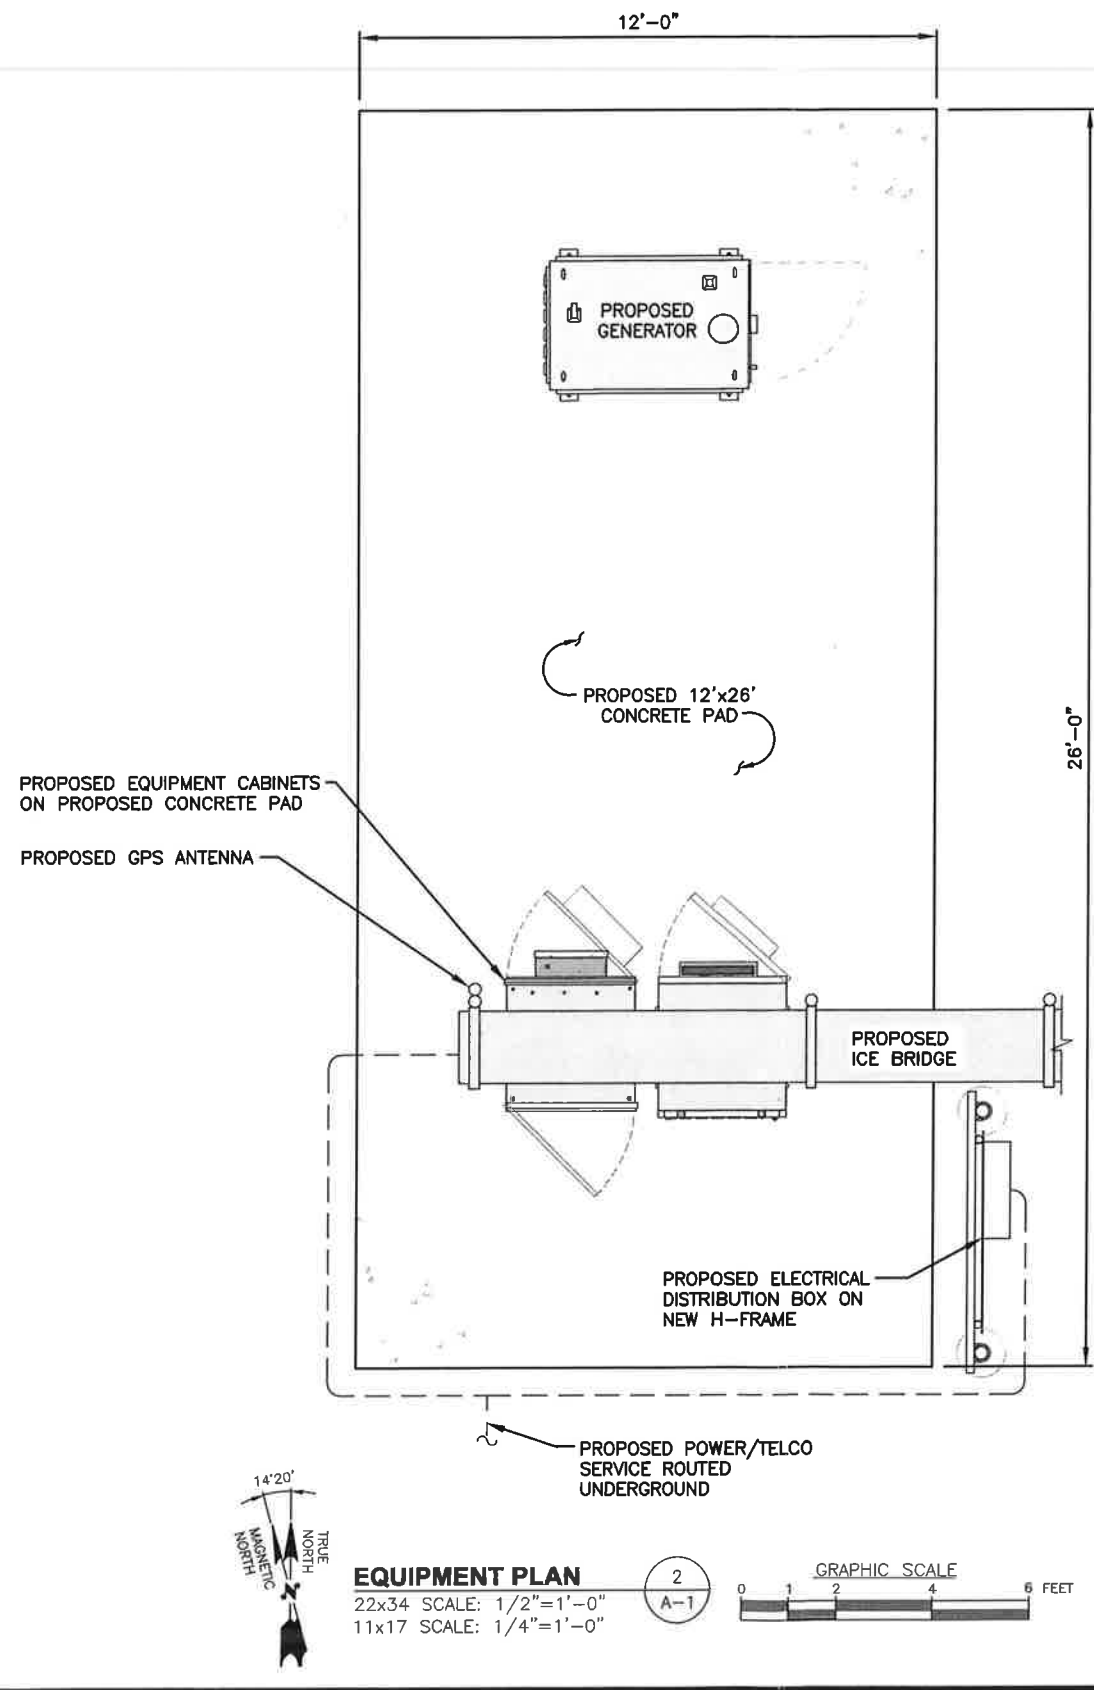 12'-0"
PROPOSED
GENERATOR
PROPOSED 12'x26'
CONCRETE PAD
26'-0"
PROPOSED EQUIPMENT CABINETS
ON PROPOSED CONCRETE PAD
PROPOSED GPS ANTENNA
PROPOSED
ICE BRIDGE
PROPOSED ELECTRICAL
DISTRIBUTION BOX ON
NEW H-FRAME
PROPOSED POWER/TELCO
SERVICE ROUTED
UNDERGROUND
14°20'
TRUE
NORTH
MAGNETIC
NORTH
N
EQUIPMENT PLAN
22x34 SCALE: 1/2"=1'-0"
11x17 SCALE: 1/4"=1'-0"
2
A-1
GRAPHIC SCALE
0 1 2 4 6 FEET